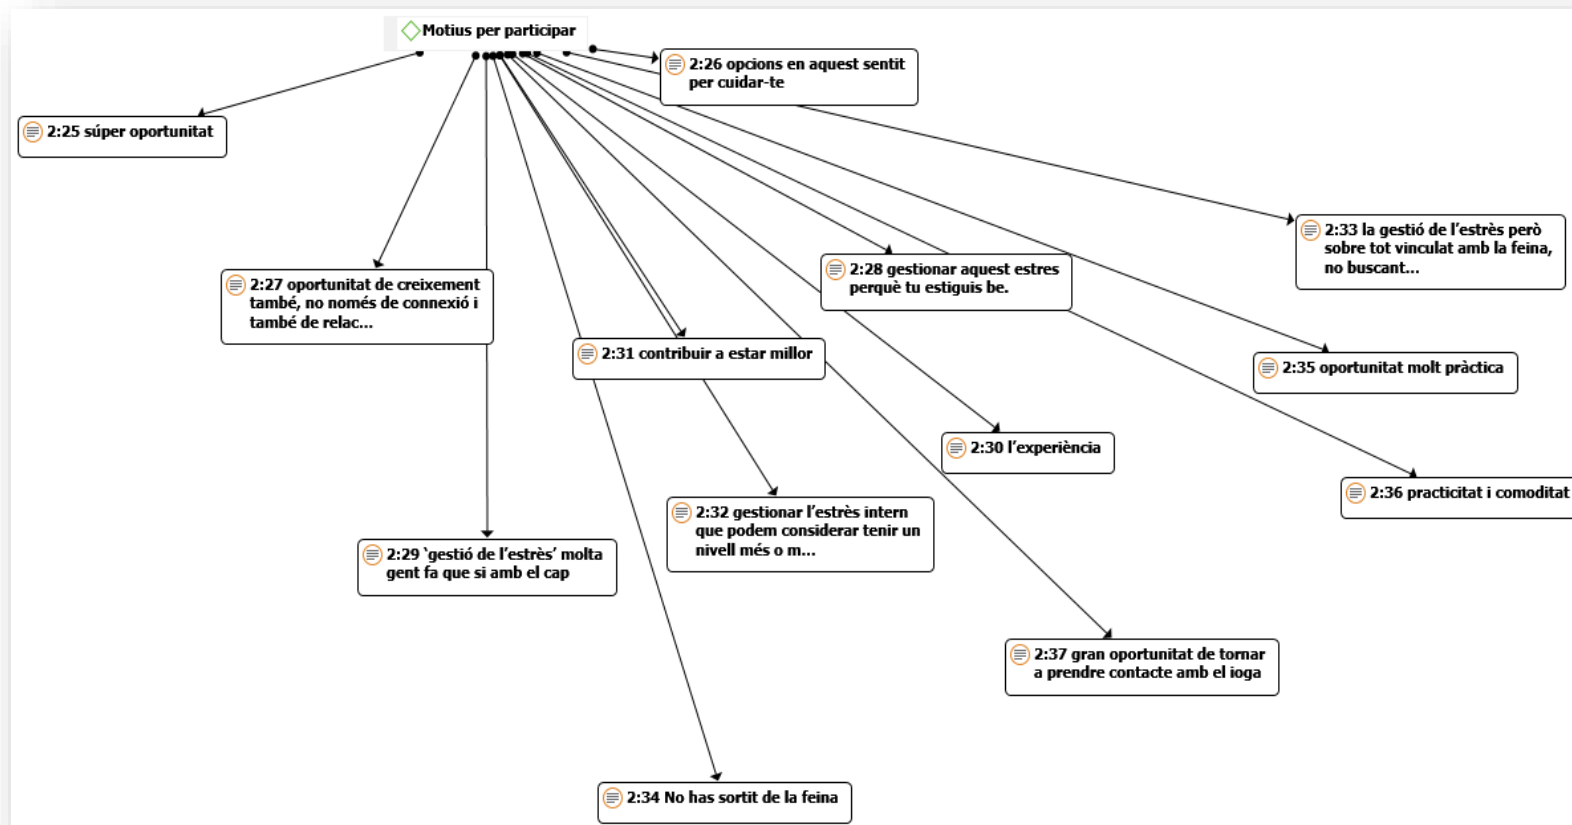 Motius per participar
2:26 opcions en aquest sentit
per cuidar-te
2:25 súper oportunitat
2:33 la gestió de l'estrès però
sobre tot vinculat amb la feina,
no buscant...
2:28 gestionar aquest estres
perquè tu estiguis be.
2:27 oportunitat de creixement
també, no només de connexió i
també de relac...
2:31 contribuir a estar millor
2:35 oportunitat molt pràctica
2:30 l'experiència
2:36 practicitat i comoditat
2:32 gestionar l'estrès intern
que podem considerar tenir un
nivell més o m...
2:29 ‘gestió de l'estrès’ molta
gent fa que si amb el cap
2:37 gran oportunitat de tornar
a prendre contacte amb el ioga
2:34 No has sortit de la feina